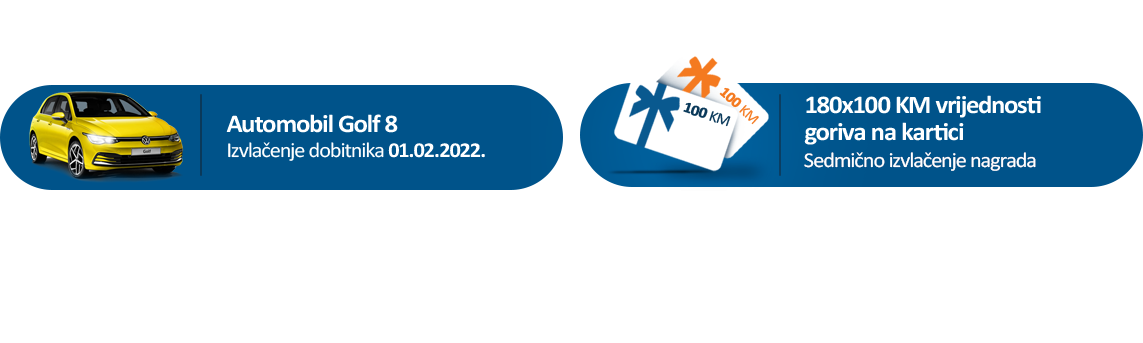 Automobil Golf 8
Izvlačenje dobitnika 01.02.2022.
100 KM
100 KM
180x100 KM vrijednosti
goriva na kartici
Sedmično izvlačenje nagrada